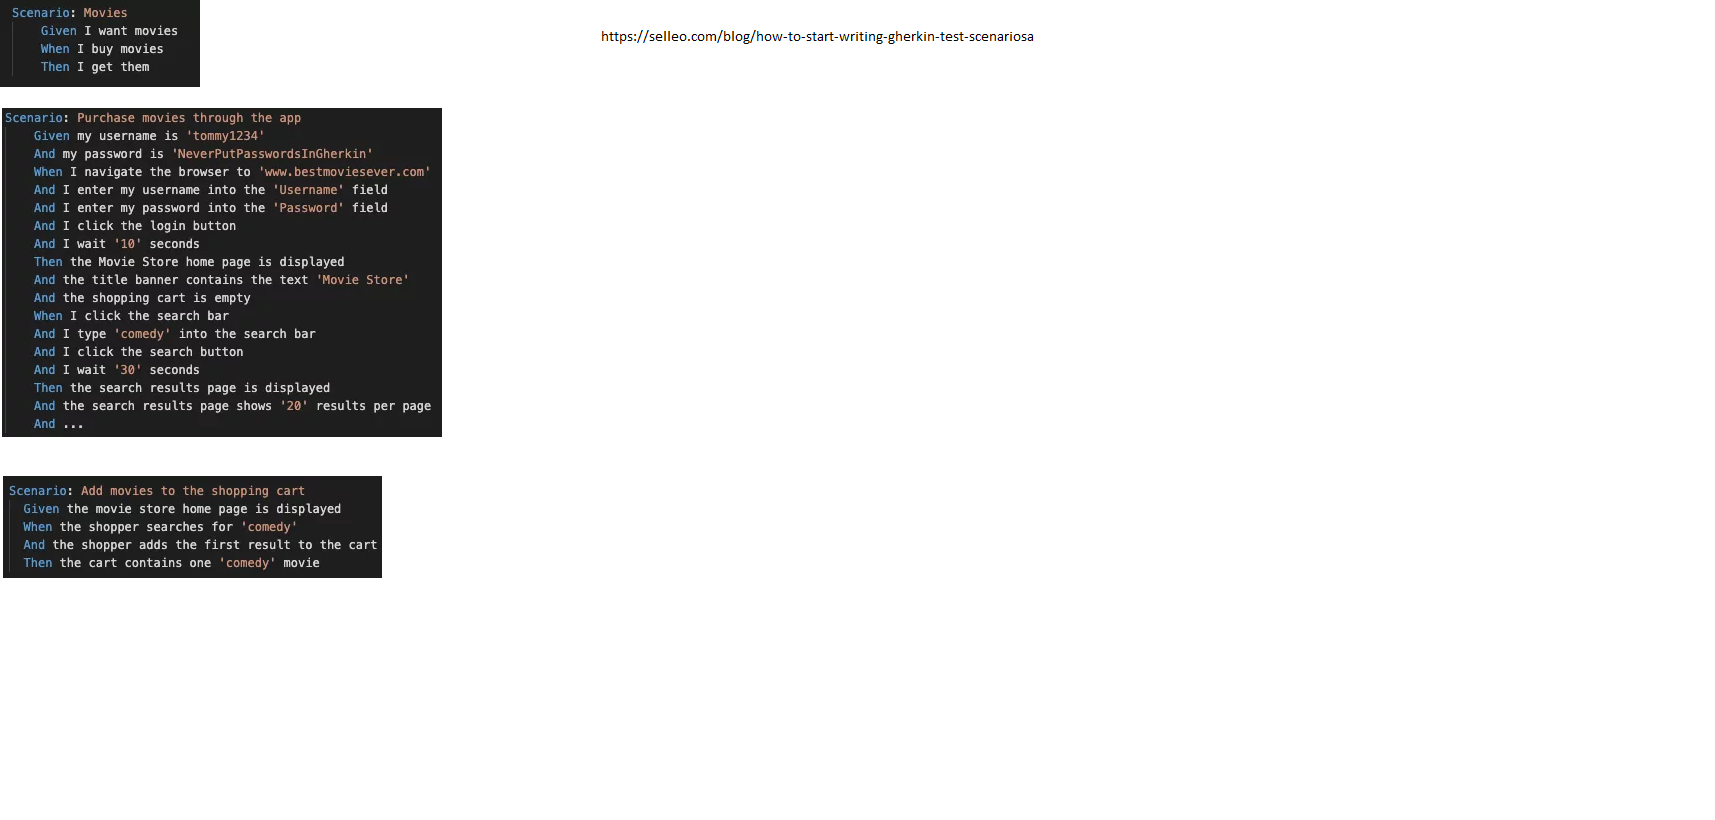 Scenario: Movies
Given I want movies
When I buy movies
Then I get them
https://selleo.com/blog/how-to-start-writing-gherkin-test-scenariosa
Scenario: Purchase movies through the app
Given my username is 'tommy1234'
And my password is 'NeverPutPasswordsInGherkin'
When I navigate the browser to 'www.bestmoviesever.com'
And I enter my username into the 'Username' field
And I enter my password into the 'Password' field
And I click the login button
And I wait '10' seconds
Then the Movie Store home page is displayed
And the title banner contains the text 'Movie Store'
And the shopping cart is empty
When I click the search bar
And I type 'comedy' into the search bar
And I click the search button
And I wait '30' seconds
Then the search results page is displayed
And the search results page shows '20' results per page
And ...
Scenario: Add movies to the shopping cart
Given the movie store home page is displayed
When the shopper searches for 'comedy'
And the shopper adds the first result to the cart
Then the cart contains one 'comedy' movie